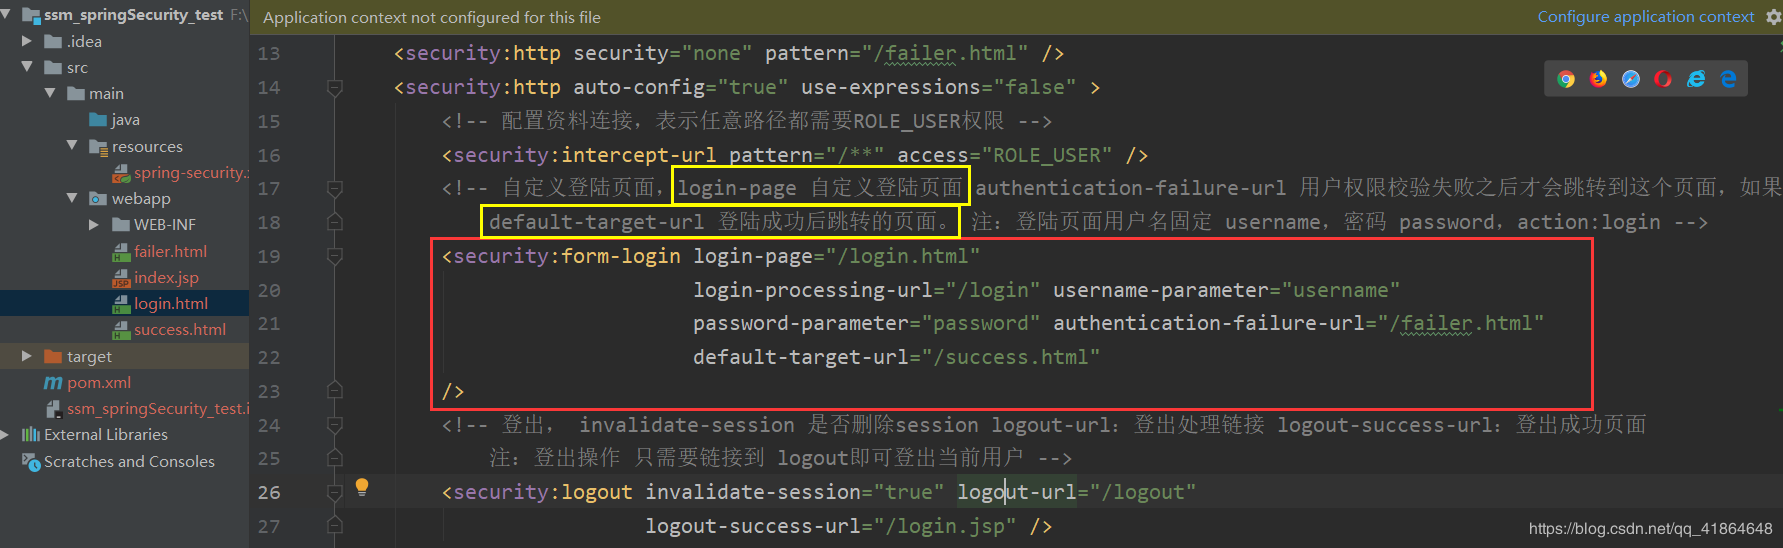 ssm_springSecurity_test F:\
.idea
src
main
java
resources
spring-security.
webapp
WEB-INF
failer.html
index.jsp
login.html
success.html
target
pom.xml
ssm_springSecurity_test.i
External Libraries
Scratches and Consoles
Application context not configured for this file
Configure application context
13 <security:http security="none" pattern="/failer.html" />
14 <security:http auto-config="true" use-expressions="false" >
15 <!-- 配置资料连接，表示任意路径都需要ROLE_USER权限 -->
16 <security:intercept-url pattern="/**" access="ROLE_USER" />
17 <!-- 自定义登陆页面，login-page 自定义登陆页面 authentication-failure-url 用户权限校验失败之后才会跳转到这个页面，如果
18 default-target-url 登陆成功后跳转的页面。 注：登陆页面用户名固定 username，密码 password，action:login -->
19 <security:form-login login-page="/login.html"
20 login-processing-url="/login" username-parameter="username"
21 password-parameter="password" authentication-failure-url="/failer.html"
22 default-target-url="/success.html"
23 />
24 <!-- 登出， invalidate-session 是否删除session logout-url：登出处理链接 logout-success-url：登出成功页面
25 注：登出操作 只需要链接到 logout即可登出当前用户 -->
26 <security:logout invalidate-session="true" logout-url="/logout"
27 logout-success-url="/login.jsp" />
https://blog.csdn.net/qq_41864648